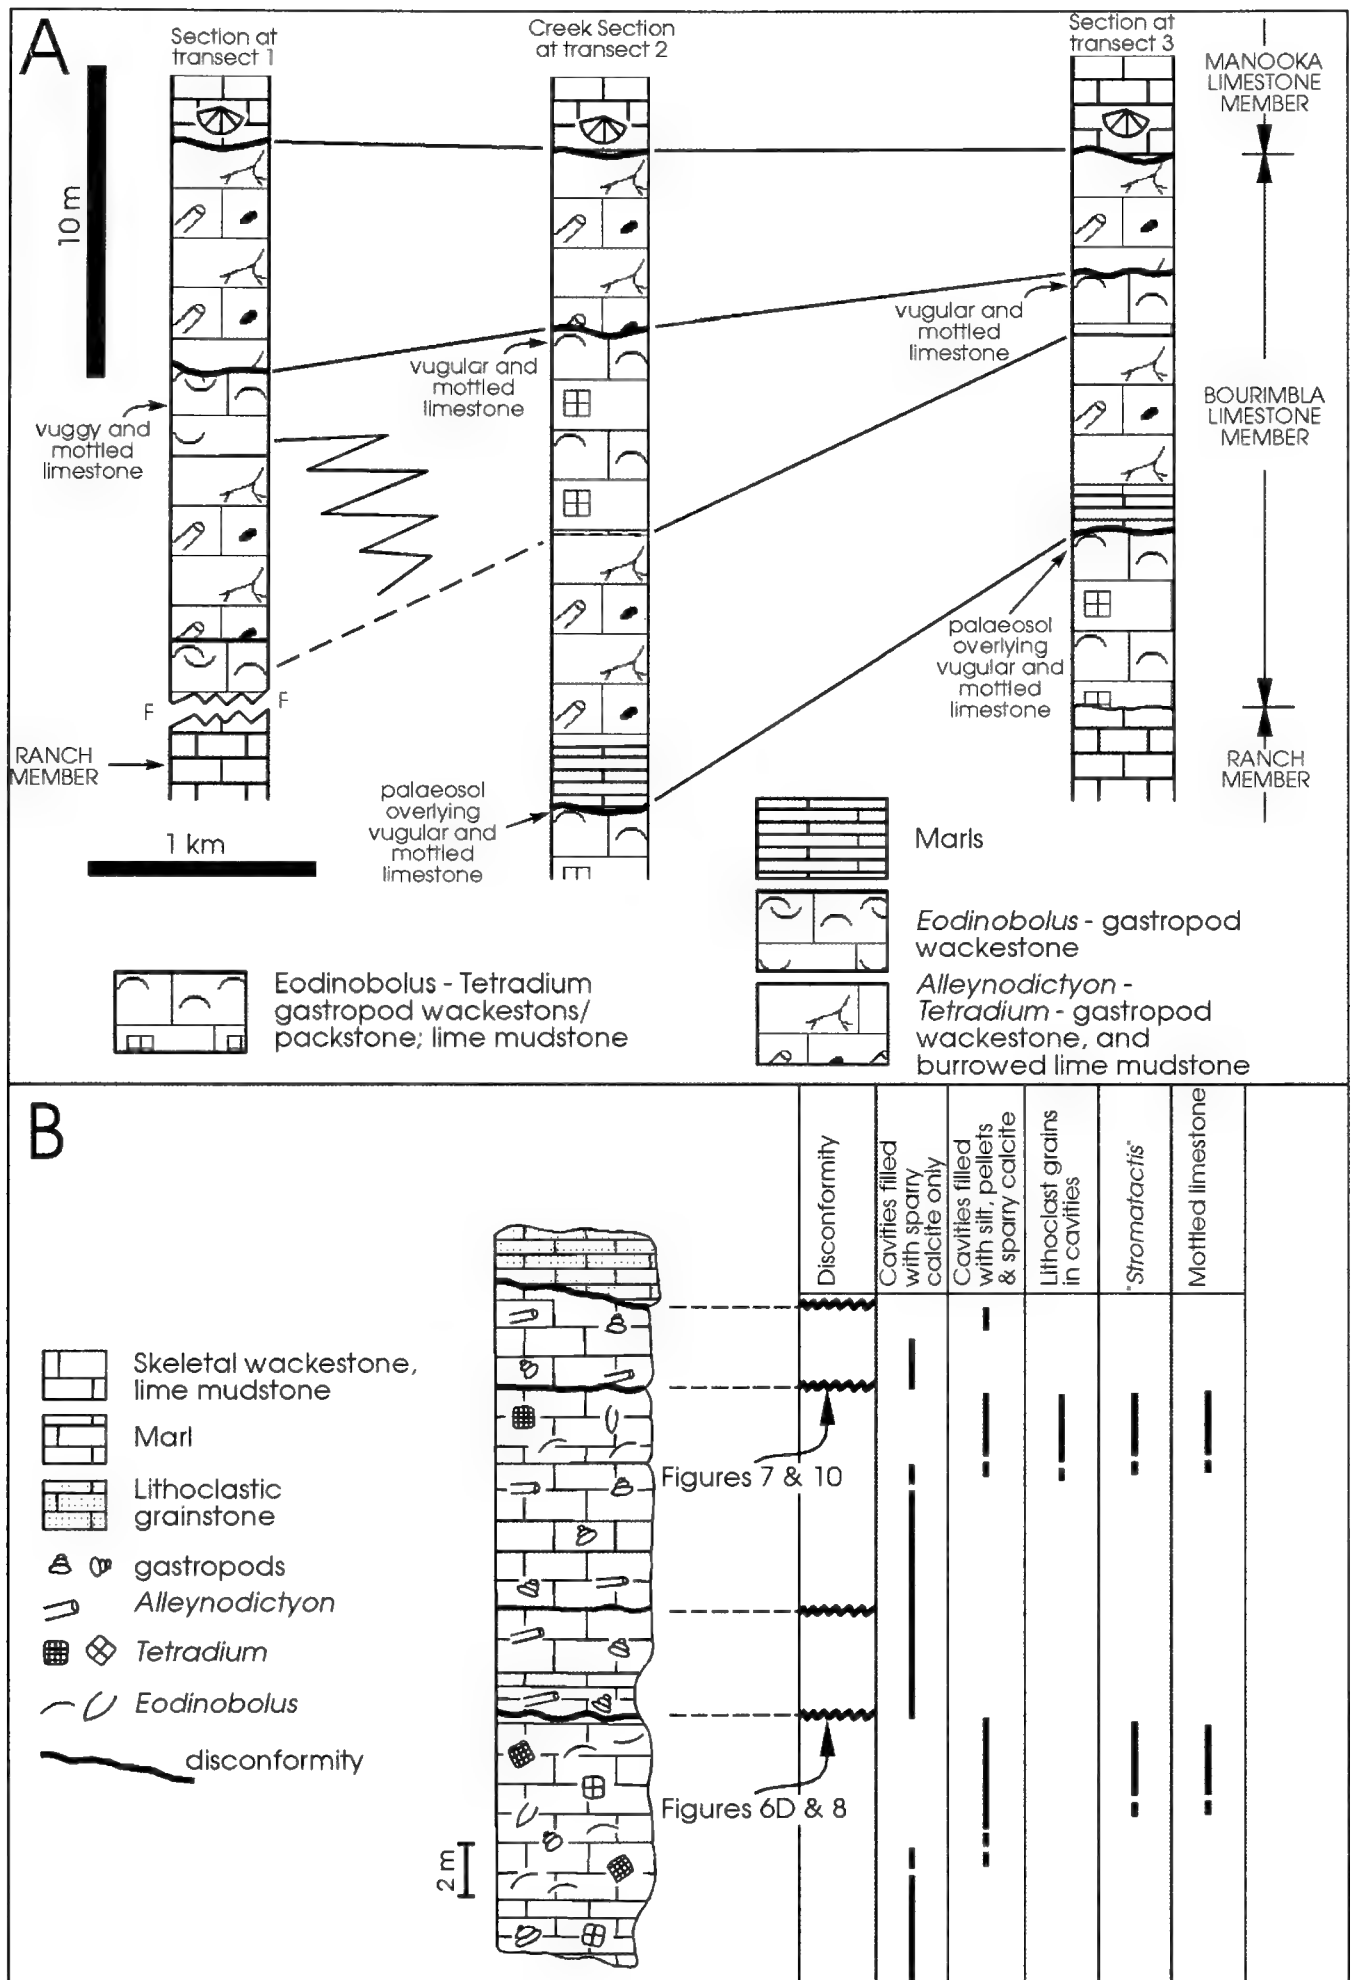 A
Section at
transect 1
Creek Section
at transect 2
Section at
transect 3
MANOOKA
LIMESTONE
MEMBER
10 m
vuggy and
mottled
limestone
vugular and
mottled
limestone
vugular and
mottled
limestone
BOURIMBLA
LIMESTONE
MEMBER
palaeosol
overlying
vugular and
mottled
limestone
F
F
RANCH
MEMBER
RANCH
MEMBER
palaeosol
overlying
vugular and
mottled
limestone
1 km
Marls
Eodinobolus - gastropod
wackestone
Eodinobolus - Tetradium
gastropod wackestons/
packstone; lime mudstone
Alleynodictyon -
Tetradium - gastropod
wackestone, and
burrowed lime mudstone
B
Disconformity
Cavities filled
with sparry
calcite only
Cavities filled
with silt, pellets
& sparry calcite
Lithoclast grains
in cavities
"Stromatactis"
Mottled limestone
Skeletal wackestone,
lime mudstone
Marl
Lithoclastic
grainstone
gastropods
Alleynodictyon
Tetradium
Eodinobolus
disconformity
Figures 7 & 10
Figures 6D & 8
2 m